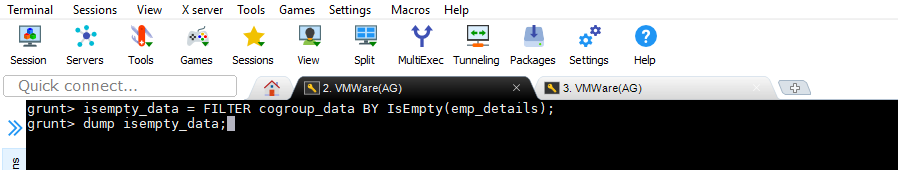 Terminal Sessions View X server Tools Games Settings Macros Help
Session Servers Tools Games Sessions View Split MultiExec Tunneling Packages Settings Help
Quick connect... 2. VMWare(AG) 3. VMWare(AG)
grunt> isempty_data = FILTER cogroup_data BY IsEmpty(emp_details);
grunt> dump isempty_data;